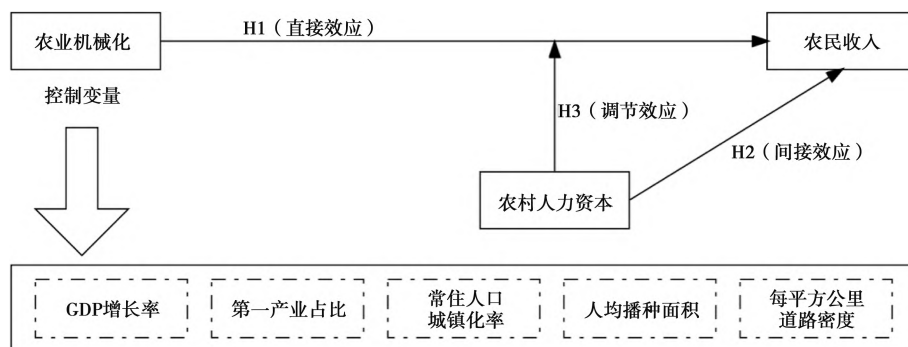 H1（直接效应）
农业机械化
农民收入
控制变量
H3（调节效应）
H2（间接效应）
农村人力资本
GDP增长率
第一产业占比
常住人口
城镇化率
人均播种面积
每平方公里
道路密度